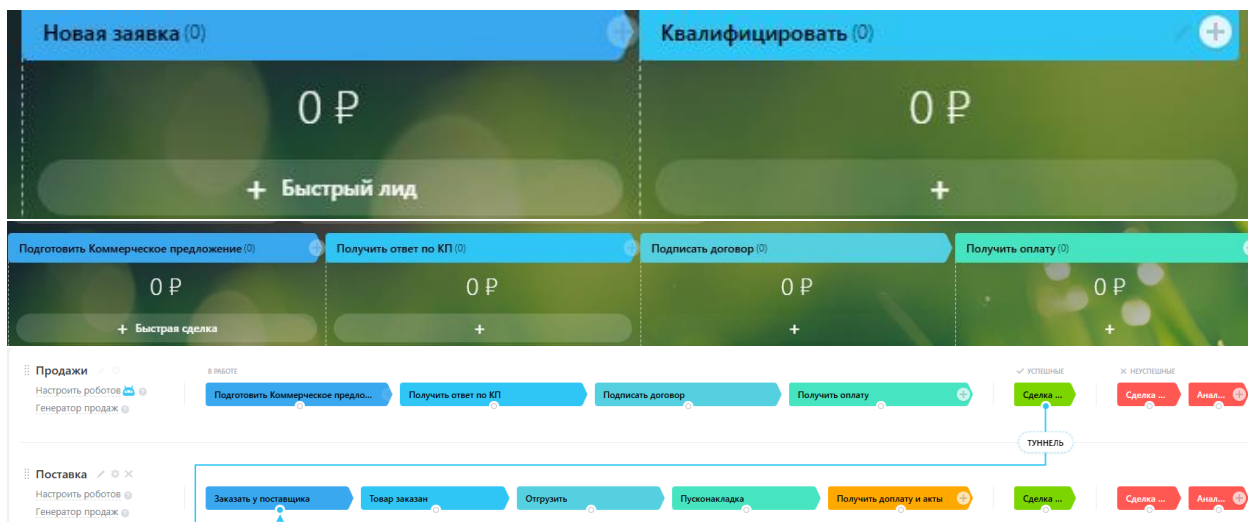 Новая заявка (0) Квалифицировать (0)
0 ₽ 0 ₽
+ Быстрый лид +
Подготовить Коммерческое предложение (0) Получить ответ по КП (0) Подписать договор (0) Получить оплату (0)
0 ₽ 0 ₽ 0 ₽ 0 ₽
+ Быстрая сделка + + +
Продажи В РАБОТЕ УСПЕШНЫЕ НЕУСПЕШНЫЕ
Настроить роботов Подготовить Коммерческое предло... Получить ответ по КП Подписать договор Получить оплату Сделка ... Сделка ... Анал...
Генератор продаж
ТУННЕЛЬ
Поставка
Настроить роботов Заказать у поставщика Товар заказан Отгрузить Пусконакладка Получить доплату и акты Сделка ... Сделка ... Анал...
Генератор продаж